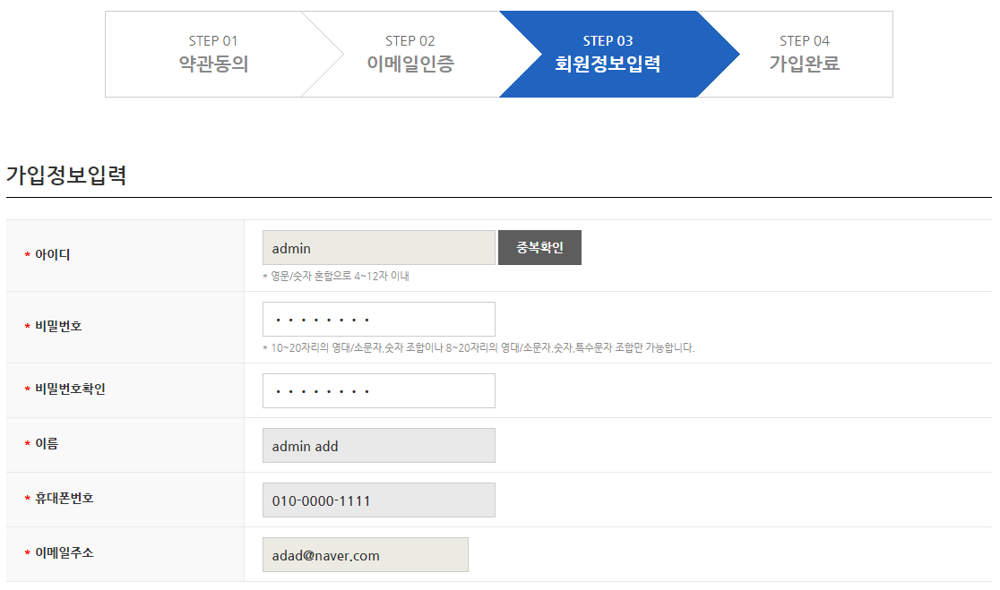 STEP 01
약관동의
STEP 02
이메일인증
STEP 03
회원정보입력
STEP 04
가입완료
가입정보입력
* 아이디
admin
중복확인
* 영문/숫자 혼합으로 4~12자 이내
* 비밀번호
• • • • • • • •
* 10~20자리의 영대/소문자,숫자 조합이나 8~20자리의 영대/소문자,숫자,특수문자 조합만 가능합니다.
* 비밀번호확인
• • • • • • • •
* 이름
admin add
* 휴대폰번호
010-0000-1111
* 이메일주소
adad@naver.com